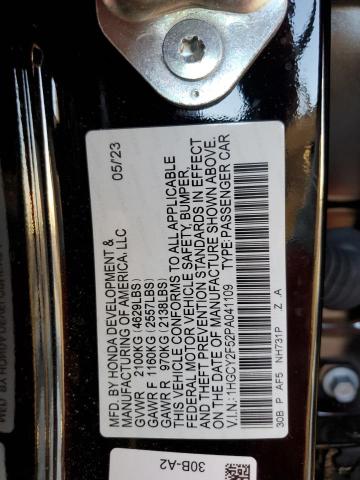 05/23
MFD. BY HONDA DEVELOPMENT &
MANUFACTURING OF AMERICA, LLC
GVWR 2100KG (4629LBS)
GAWR F 1160KG (2557LBS)
GAWR R 970KG (2138LBS)
THIS VEHICLE CONFORMS TO ALL APPLICABLE
FEDERAL MOTOR VEHICLE SAFETY, BUMPER,
AND THEFT PREVENTION STANDARDS IN EFFECT
ON THE DATE OF MANUFACTURE SHOWN ABOVE.
V.I.N.: 1HGCY2F52PA041109 TYPE:PASSENGER CAR
30B P AF5 NH731P Z A
30B-A2